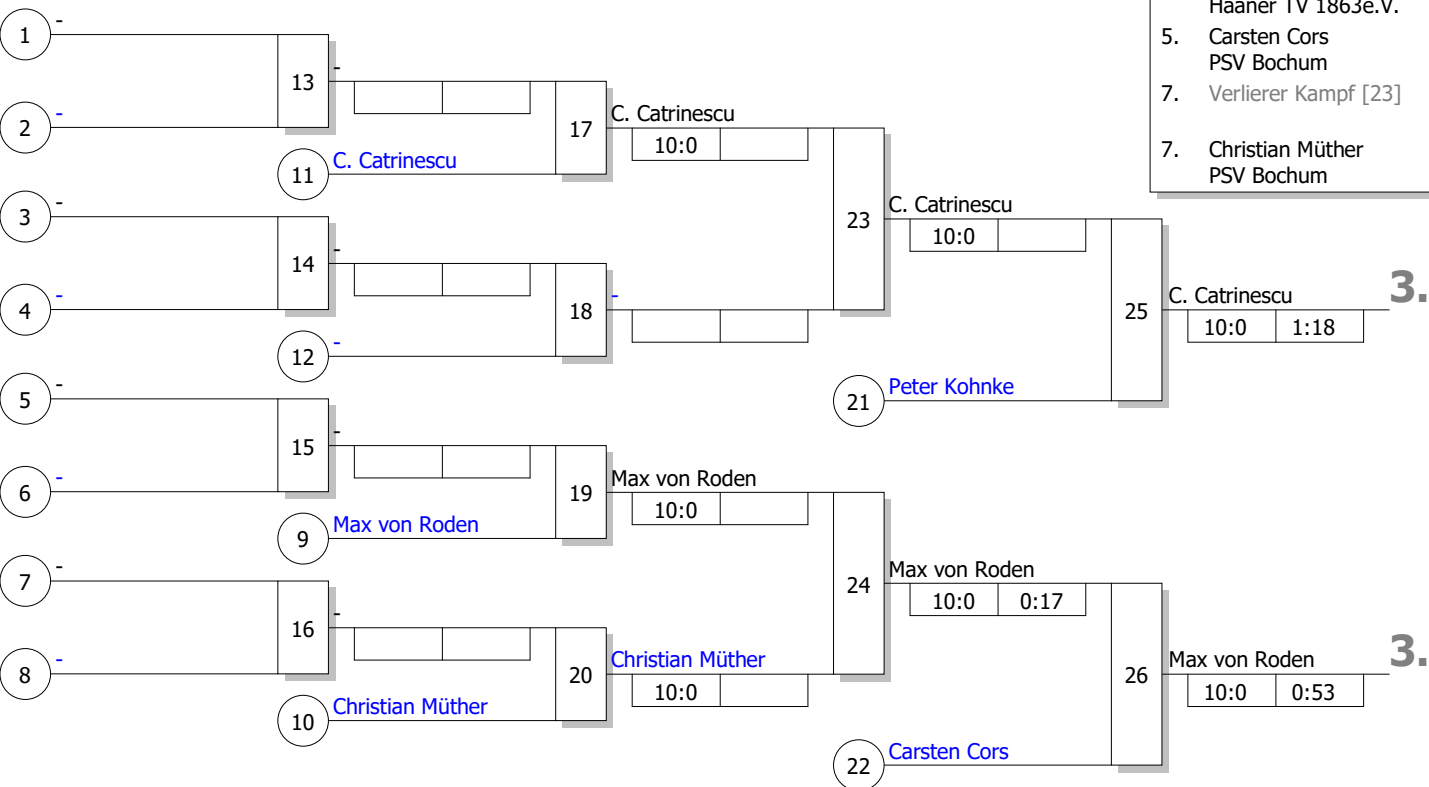 Haaner TV 1863e.V.
5. Carsten Cors
PSV Bochum
7. Verlierer Kampf [23]
7. Christian Müther
PSV Bochum
1 -
13
2 -
-
17
11 C. Catrinescu
C. Catrinescu
10:0
3 -
14
4 -
-
18
12 -
-
23
C. Catrinescu
10:0
25
21 Peter Kohnke
C. Catrinescu 3.
10:0 1:18
5 -
15
6 -
-
19
9 Max von Roden
Max von Roden
10:0
7 -
16
8 -
-
20
10 Christian Müther
Christian Müther
10:0
24
Max von Roden
10:0 0:17
26
22 Carsten Cors
Max von Roden 3.
10:0 0:53